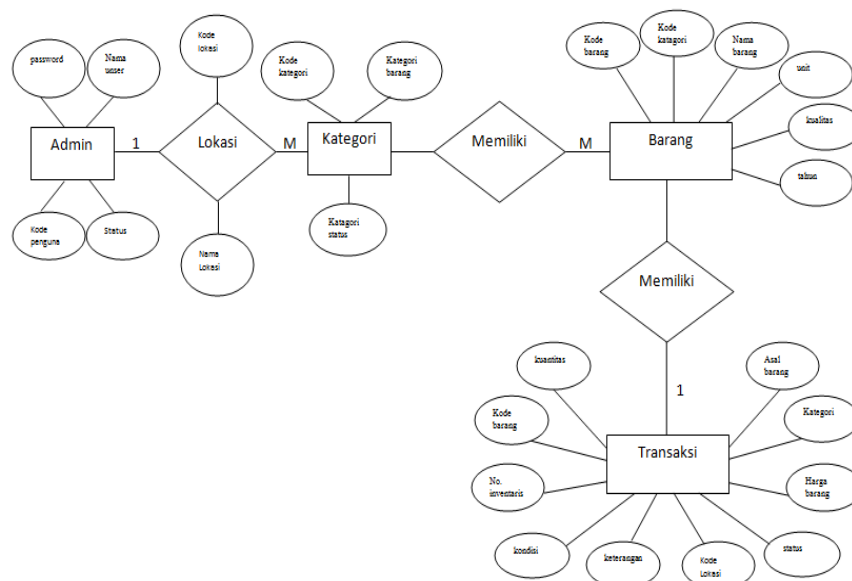 Kode
lokasi
password
Nama
unser
Kode
kategori
Kategori
barang
Kode
barang
Kode
katagori
Nama
barang
unit
kualitas
tahun
Admin
1
Lokasi
M
Kategori
Memiliki
M
Barang
Kode
penguna
Status
Nama
Lokasi
Katagori
status
Memiliki
1
kuantitas
Asal
barang
Kode
barang
Kategori
No.
inventaris
Transaksi
Harga
barang
kondisi
keterangan
Kode
Lokasi
status